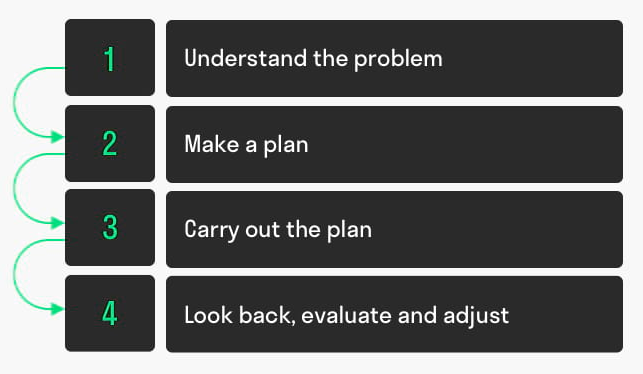 1 Understand the problem
2 Make a plan
3 Carry out the plan
4 Look back, evaluate and adjust